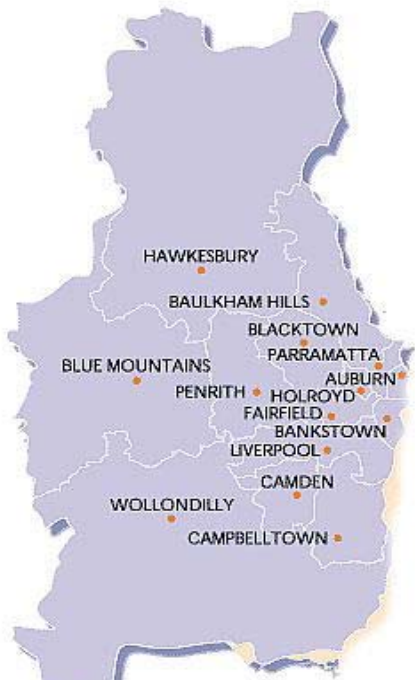 HAWKESBURY
BAULKHAM HILLS
BLACKTOWN
PARRAMATTA
BLUE MOUNTAINS
AUBURN
PENRITH
HOLROYD
FAIRFIELD
BANKSTOWN
LIVERPOOL
CAMDEN
WOLLONDILLY
CAMPBELLTOWN